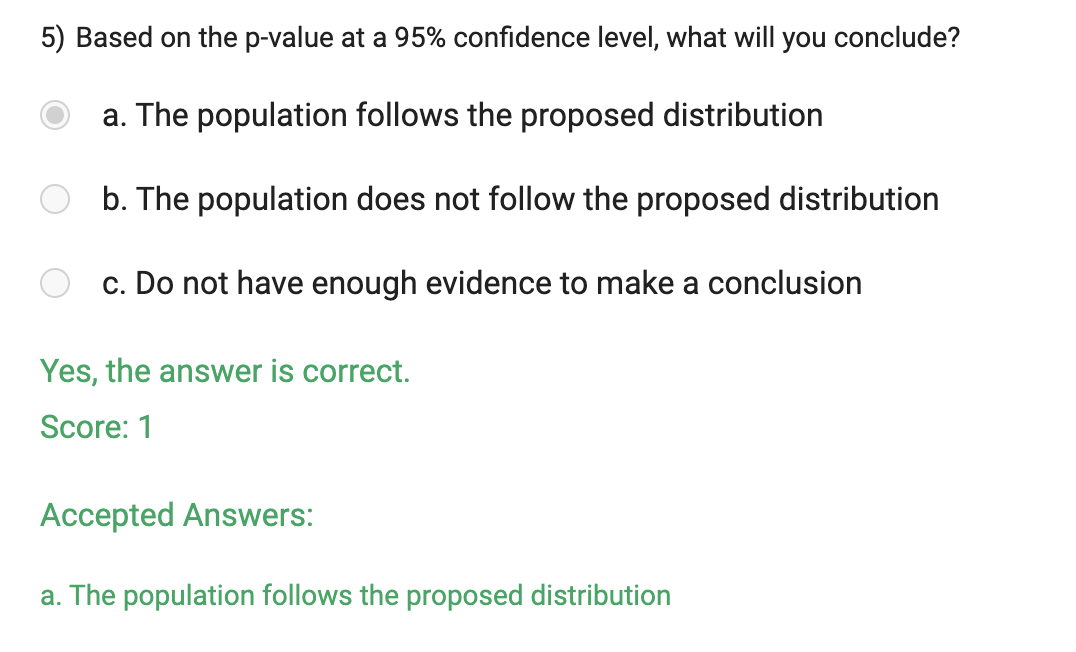 5) Based on the p-value at a 95% confidence level, what will you conclude?
a. The population follows the proposed distribution
b. The population does not follow the proposed distribution
c. Do not have enough evidence to make a conclusion
Yes, the answer is correct.
Score: 1
Accepted Answers:
a. The population follows the proposed distribution